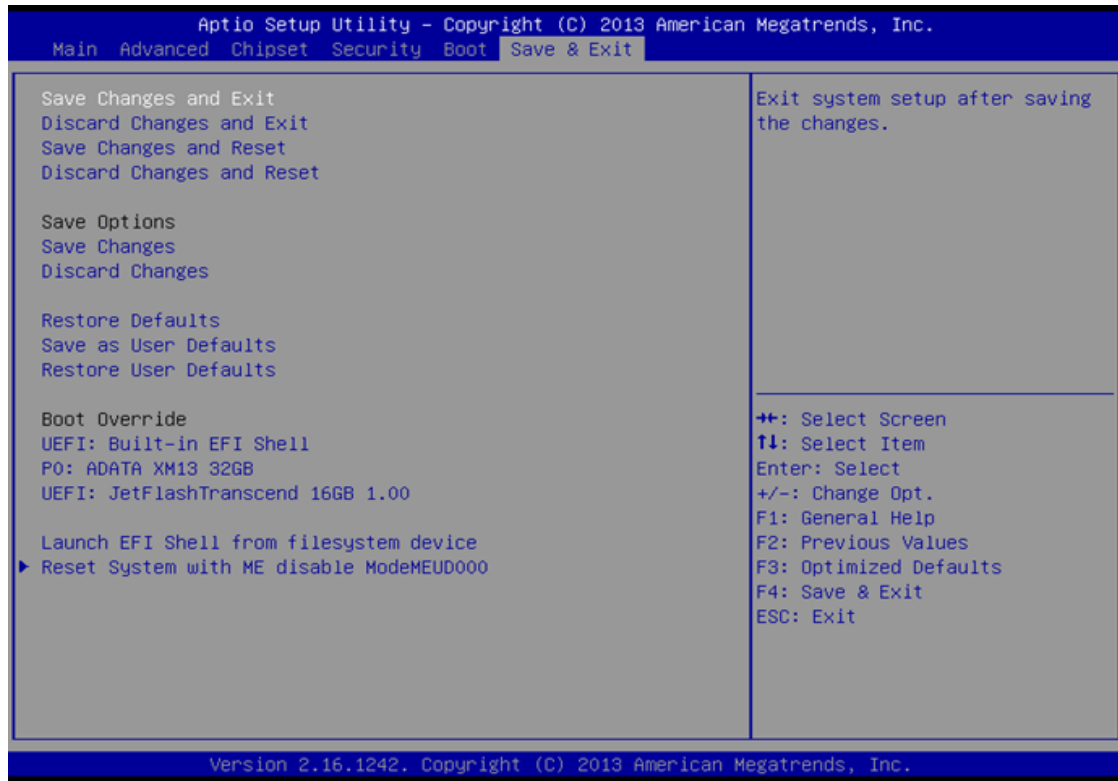 Aptio Setup Utility – Copyright (C) 2013 American Megatrends, Inc.
Main Advanced Chipset Security Boot Save & Exit
Save Changes and Exit
Discard Changes and Exit
Save Changes and Reset
Discard Changes and Reset
Save Options
Save Changes
Discard Changes
Restore Defaults
Save as User Defaults
Restore User Defaults
Boot Override
UEFI: Built-in EFI Shell
P0: ADATA XM13 32GB
UEFI: JetFlashTranscend 16GB 1.00
Launch EFI Shell from filesystem device
▶ Reset System with ME disable ModeMEUD000
Exit system setup after saving
the changes.
→←: Select Screen
↑↓: Select Item
Enter: Select
+/-: Change Opt.
F1: General Help
F2: Previous Values
F3: Optimized Defaults
F4: Save & Exit
ESC: Exit
Version 2.16.1242. Copyright (C) 2013 American Megatrends, Inc.